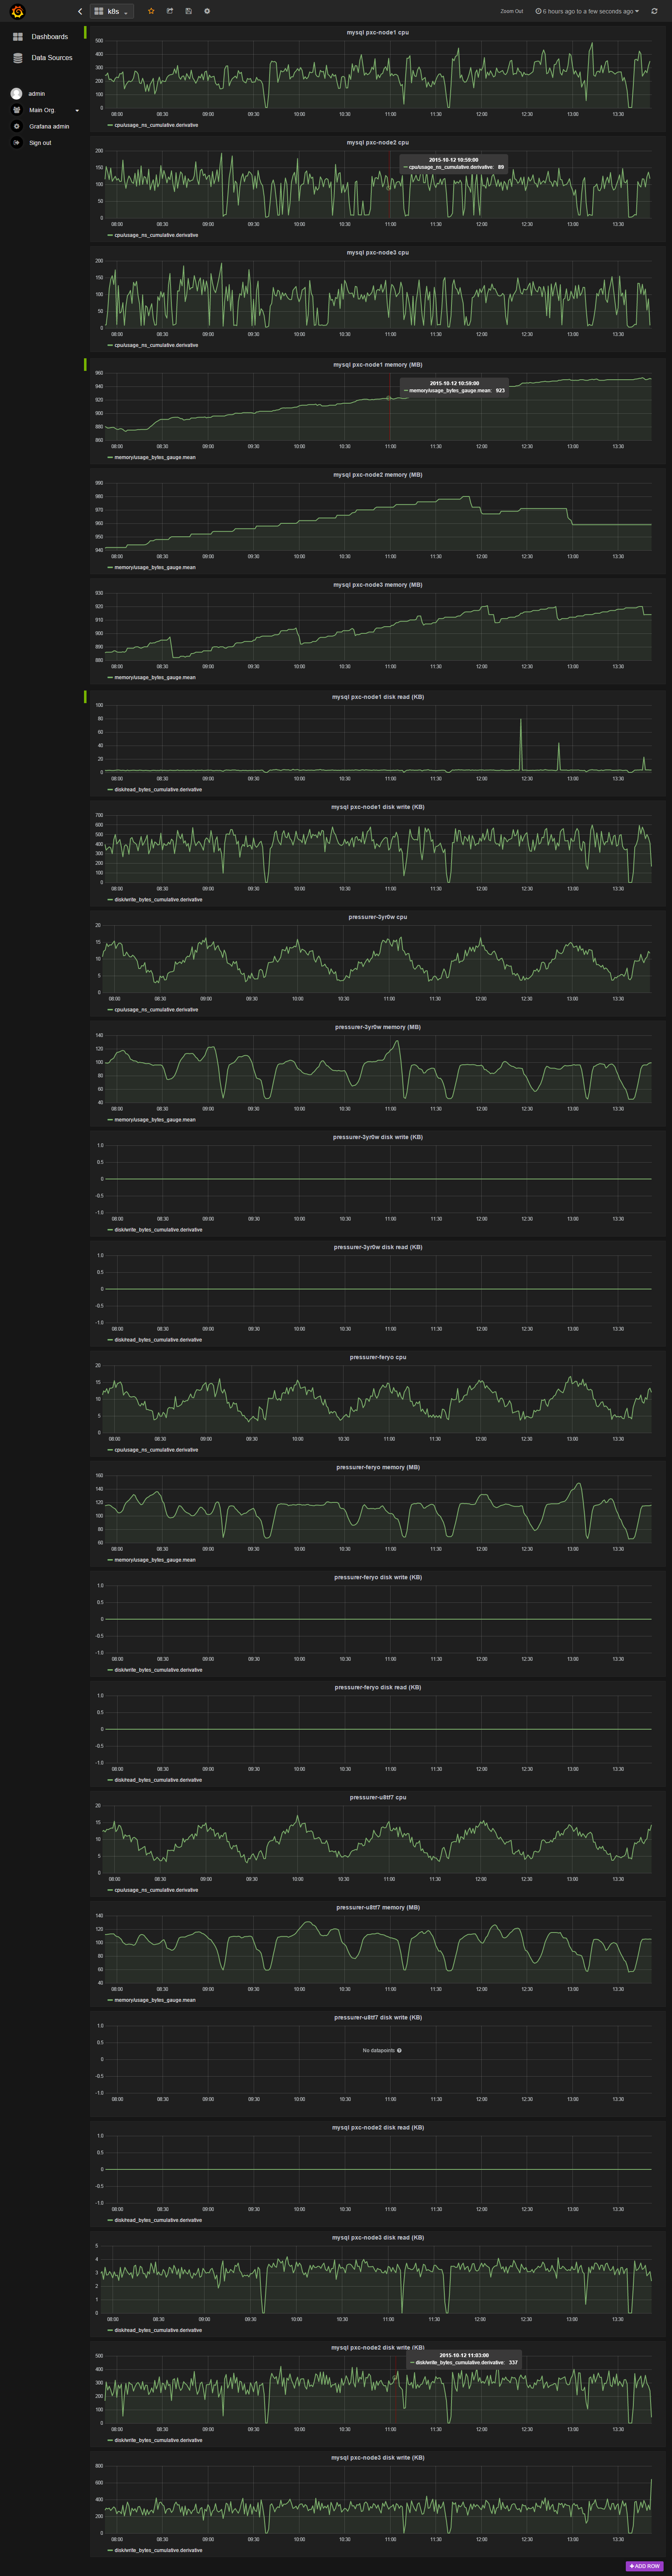 k8s
Zoom Out
6 hours ago to a few seconds ago
Dashboards
Data Sources
admin
Main Org.
Grafana admin
Sign out
mysql pxc-node1 cpu
500
400
300
200
100
0
08:00 08:30 09:00 09:30 10:00 10:30 11:00 11:30 12:00 12:30 13:00 13:30
cpu/usage_ns_cumulative.derivative
mysql pxc-node2 cpu
2015-10-12 10:59:00
cpu/usage_ns_cumulative.derivative: 89
200
150
100
50
0
08:00 08:30 09:00 09:30 10:00 10:30 11:00 11:30 12:00 12:30 13:00 13:30
cpu/usage_ns_cumulative.derivative
mysql pxc-node3 cpu
200
150
100
50
0
08:00 08:30 09:00 09:30 10:00 10:30 11:00 11:30 12:00 12:30 13:00 13:30
cpu/usage_ns_cumulative.derivative
mysql pxc-node1 memory (MB)
2015-10-12 10:59:00
memory/usage_bytes_gauge.mean: 923
960
940
920
900
880
860
08:00 08:30 09:00 09:30 10:00 10:30 11:00 11:30 12:00 12:30 13:00 13:30
memory/usage_bytes_gauge.mean
mysql pxc-node2 memory (MB)
990
980
970
960
950
940
08:00 08:30 09:00 09:30 10:00 10:30 11:00 11:30 12:00 12:30 13:00 13:30
memory/usage_bytes_gauge.mean
mysql pxc-node3 memory (MB)
930
920
910
900
890
880
08:00 08:30 09:00 09:30 10:00 10:30 11:00 11:30 12:00 12:30 13:00 13:30
memory/usage_bytes_gauge.mean
mysql pxc-node1 disk read (KB)
100
80
60
40
20
0
08:00 08:30 09:00 09:30 10:00 10:30 11:00 11:30 12:00 12:30 13:00 13:30
disk/read_bytes_cumulative.derivative
mysql pxc-node1 disk write (KB)
700
600
500
400
300
200
100
0
08:00 08:30 09:00 09:30 10:00 10:30 11:00 11:30 12:00 12:30 13:00 13:30
disk/write_bytes_cumulative.derivative
pressurer-3yr0w cpu
20
15
10
5
0
08:00 08:30 09:00 09:30 10:00 10:30 11:00 11:30 12:00 12:30 13:00 13:30
cpu/usage_ns_cumulative.derivative
pressurer-3yr0w memory (MB)
140
120
100
80
60
40
08:00 08:30 09:00 09:30 10:00 10:30 11:00 11:30 12:00 12:30 13:00 13:30
memory/usage_bytes_gauge.mean
pressurer-3yr0w disk write (KB)
1.0
0.5
0
-0.5
-1.0
08:00 08:30 09:00 09:30 10:00 10:30 11:00 11:30 12:00 12:30 13:00 13:30
disk/write_bytes_cumulative.derivative
pressurer-3yr0w disk read (KB)
1.0
0.5
0
-0.5
-1.0
08:00 08:30 09:00 09:30 10:00 10:30 11:00 11:30 12:00 12:30 13:00 13:30
disk/read_bytes_cumulative.derivative
pressurer-feryo cpu
20
15
10
5
0
08:00 08:30 09:00 09:30 10:00 10:30 11:00 11:30 12:00 12:30 13:00 13:30
cpu/usage_ns_cumulative.derivative
pressurer-feryo memory (MB)
160
140
120
100
80
60
08:00 08:30 09:00 09:30 10:00 10:30 11:00 11:30 12:00 12:30 13:00 13:30
memory/usage_bytes_gauge.mean
pressurer-feryo disk write (KB)
1.0
0.5
0
-0.5
-1.0
08:00 08:30 09:00 09:30 10:00 10:30 11:00 11:30 12:00 12:30 13:00 13:30
disk/write_bytes_cumulative.derivative
pressurer-feryo disk read (KB)
1.0
0.5
0
-0.5
-1.0
08:00 08:30 09:00 09:30 10:00 10:30 11:00 11:30 12:00 12:30 13:00 13:30
disk/read_bytes_cumulative.derivative
pressurer-u8tf7 cpu
20
15
10
5
0
08:00 08:30 09:00 09:30 10:00 10:30 11:00 11:30 12:00 12:30 13:00 13:30
cpu/usage_ns_cumulative.derivative
pressurer-u8tf7 memory (MB)
140
120
100
80
60
40
08:00 08:30 09:00 09:30 10:00 10:30 11:00 11:30 12:00 12:30 13:00 13:30
memory/usage_bytes_gauge.mean
pressurer-u8tf7 disk write (KB)
1.0
0.5
No datapoints
0
-0.5
-1.0
08:00 08:30 09:00 09:30 10:00 10:30 11:00 11:30 12:00 12:30 13:00 13:30
mysql pxc-node2 disk read (KB)
1.0
0.5
0
-0.5
-1.0
08:00 08:30 09:00 09:30 10:00 10:30 11:00 11:30 12:00 12:30 13:00 13:30
disk/read_bytes_cumulative.derivative
mysql pxc-node3 disk read (KB)
5
4
3
2
1
0
08:00 08:30 09:00 09:30 10:00 10:30 11:00 11:30 12:00 12:30 13:00 13:30
disk/read_bytes_cumulative.derivative
mysql pxc-node2 disk write (KB)
2015-10-12 11:03:00
disk/write_bytes_cumulative.derivative: 337
500
400
300
200
100
0
08:00 08:30 09:00 09:30 10:00 10:30 11:00 11:30 12:00 12:30 13:00 13:30
disk/write_bytes_cumulative.derivative
mysql pxc-node3 disk write (KB)
800
600
400
200
0
08:00 08:30 09:00 09:30 10:00 10:30 11:00 11:30 12:00 12:30 13:00 13:30
disk/write_bytes_cumulative.derivative
ADD ROW